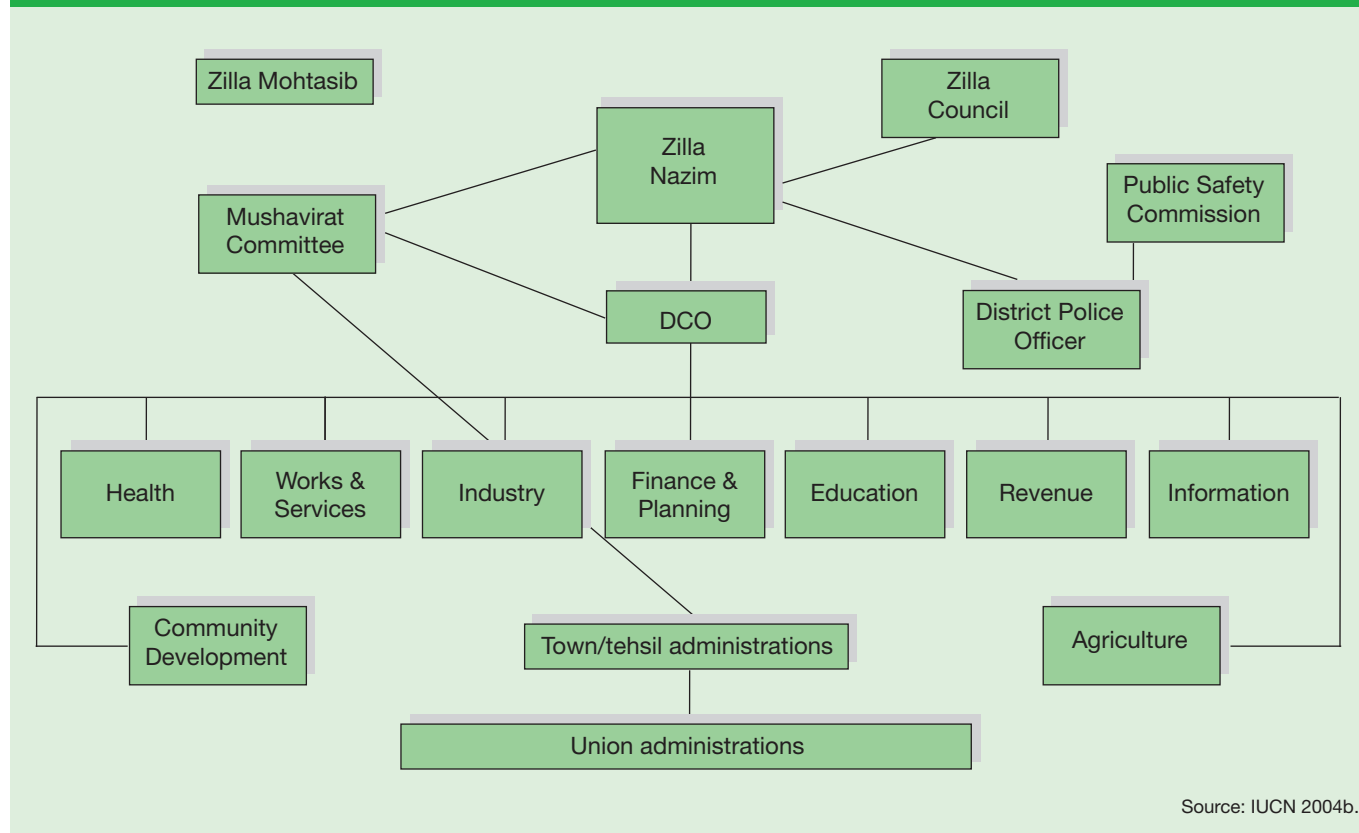 Zilla Mohtasib
Zilla
Council
Zilla
Nazim
Public Safety
Commission
Mushavirat
Committee
DCO
District Police
Officer
Health
Works &
Services
Industry
Finance &
Planning
Education
Revenue
Information
Community
Development
Town/tehsil administrations
Agriculture
Union administrations
Source: IUCN 2004b.